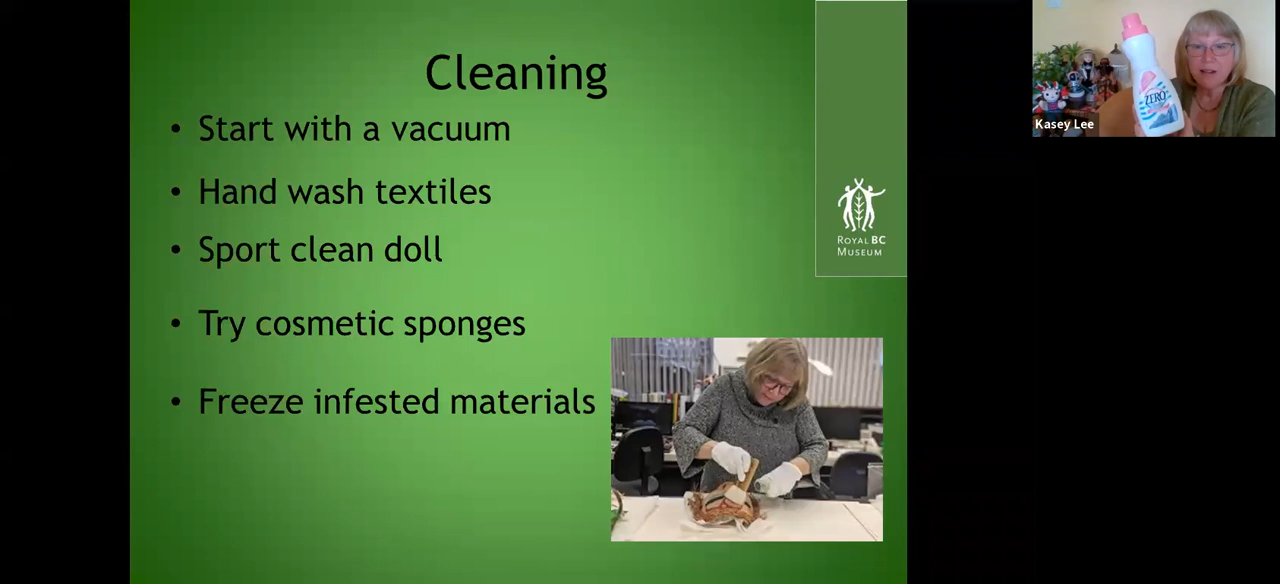 Cleaning
• Start with a vacuum
• Hand wash textiles
• Sport clean doll
• Try cosmetic sponges
• Freeze infested materials
ROYAL BC
MUSEUM
Kasey Lee
ZERO